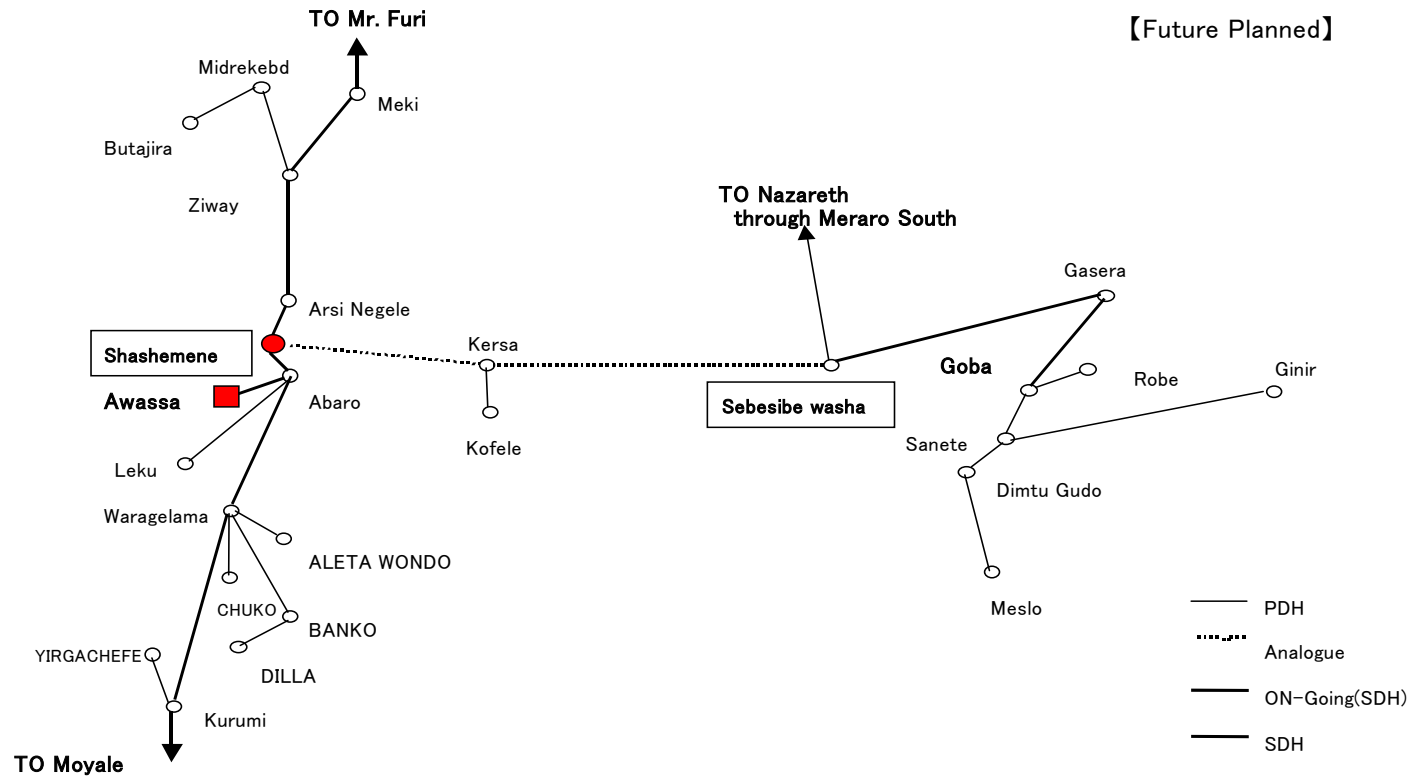 TO Mr. Furi
【Future Planned】
Midrekebd
Meki
Butajira
Ziway
TO Nazareth
through Meraro South
Gasera
Arsi Negele
Shashemene
Kersa
Goba
Robe
Ginir
Awassa
Abaro
Sebesibe washa
Kofele
Sanete
Leku
Dimtu Gudo
Waragelama
ALETA WONDO
CHUKO
BANKO
Meslo
PDH
YIRGACHEFE
Analogue
DILLA
ON-Going(SDH)
Kurumi
SDH
TO Moyale